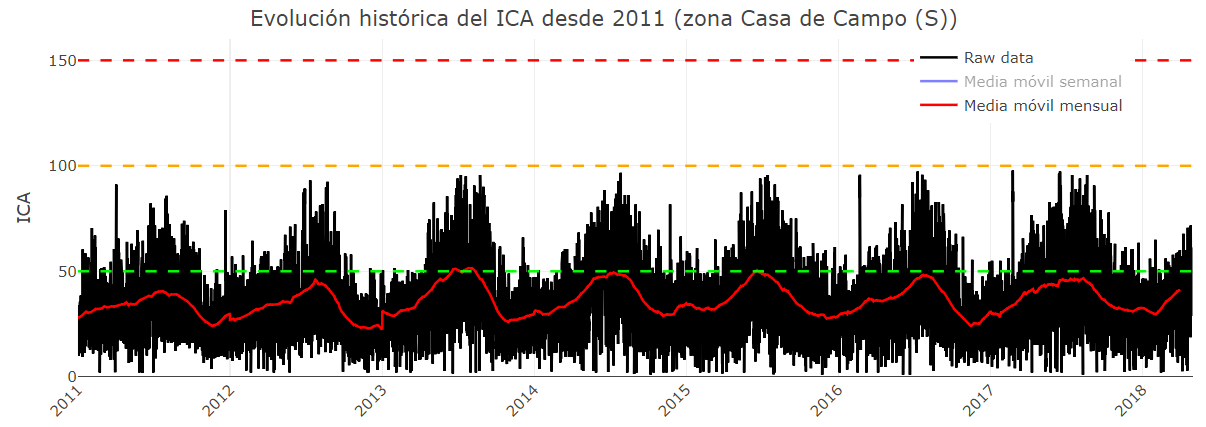 Evolución histórica del ICA desde 2011 (zona Casa de Campo (S))
150
Raw data
Media móvil semanal
Media móvil mensual
100
ICA
50
0
2011
2012
2013
2014
2015
2016
2017
2018